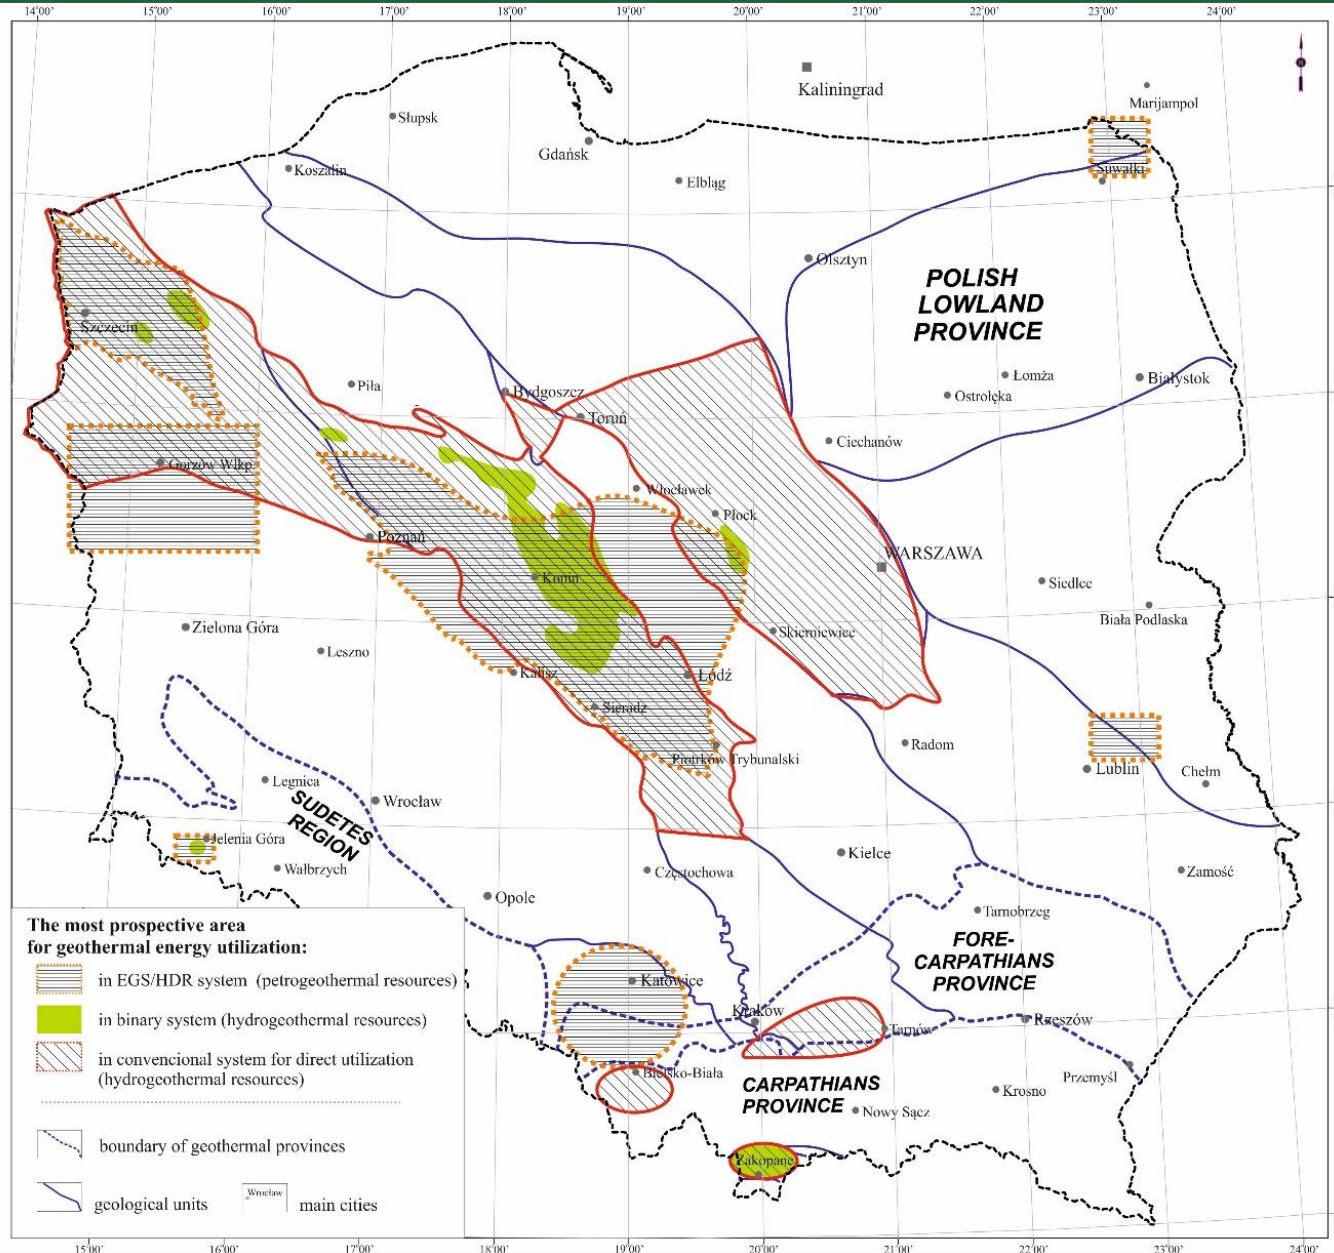 14°00'
15°00'
16°00'
17°00'
18°00'
19°00'
20°00'
21°00'
22°00'
23°00'
24°00'
Kaliningrad
Marijampol
Słupsk
Gdańsk
Koszalin
Elbląg
Suwałki
Olsztyn
POLISH
LOWLAND
PROVINCE
Szczecin
Piła
Bydgoszcz
Toruń
Łomża
Białystok
Ostrołęka
Ciechanów
Gorzów Wlkp.
Włocławek
Płock
Poznań
WARSZAWA
Konin
Siedlce
Biała Podlaska
Zielona Góra
Leszno
Skierniewice
Kalisz
Łódź
Sieradz
Radom
Piotrków Trybunalski
Lublin
Chełm
Legnica
Wrocław
SUDETES
REGION
Jelenia Góra
Wałbrzych
Kielce
Częstochowa
Zamość
Opole
Tarnobrzeg
FORE-
CARPATHIANS
PROVINCE
Katowice
Kraków
Tarnów
Rzeszów
Bielsko-Biała
Przemyśl
CARPATHIANS
PROVINCE
Krosno
Nowy Sącz
Zakopane
The most prospective area
for geothermal energy utilization:
in EGS/HDR system (petrogeothermal resources)
in binary system (hydrogeothermal resources)
in convencional system for direct utilization
(hydrogeothermal resources)
boundary of geothermal provinces
geological units
Wrocław
main cities
15°00'
16°00'
17°00'
18°00'
19°00'
20°00'
21°00'
22°00'
23°00'
24°00'